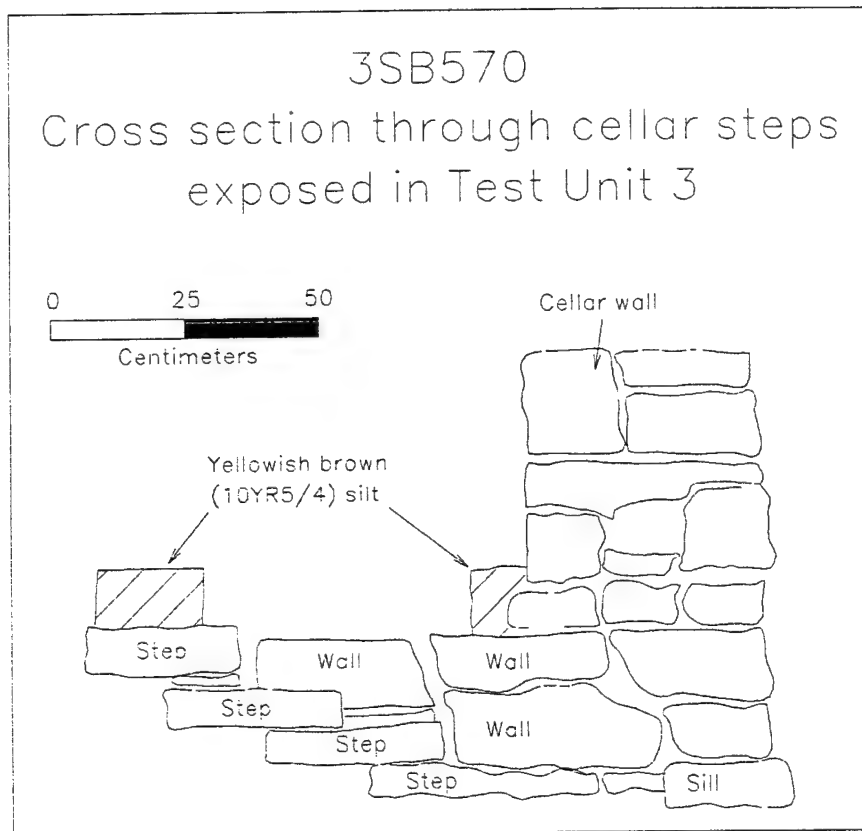 3SB570
Cross section through cellar steps
exposed in Test Unit 3
0 25 50
Centimeters
Cellar wall
Yellowish brown
(10YR5/4) silt
Step
Wall
Wall
Step
Wall
Step
Step
Sill